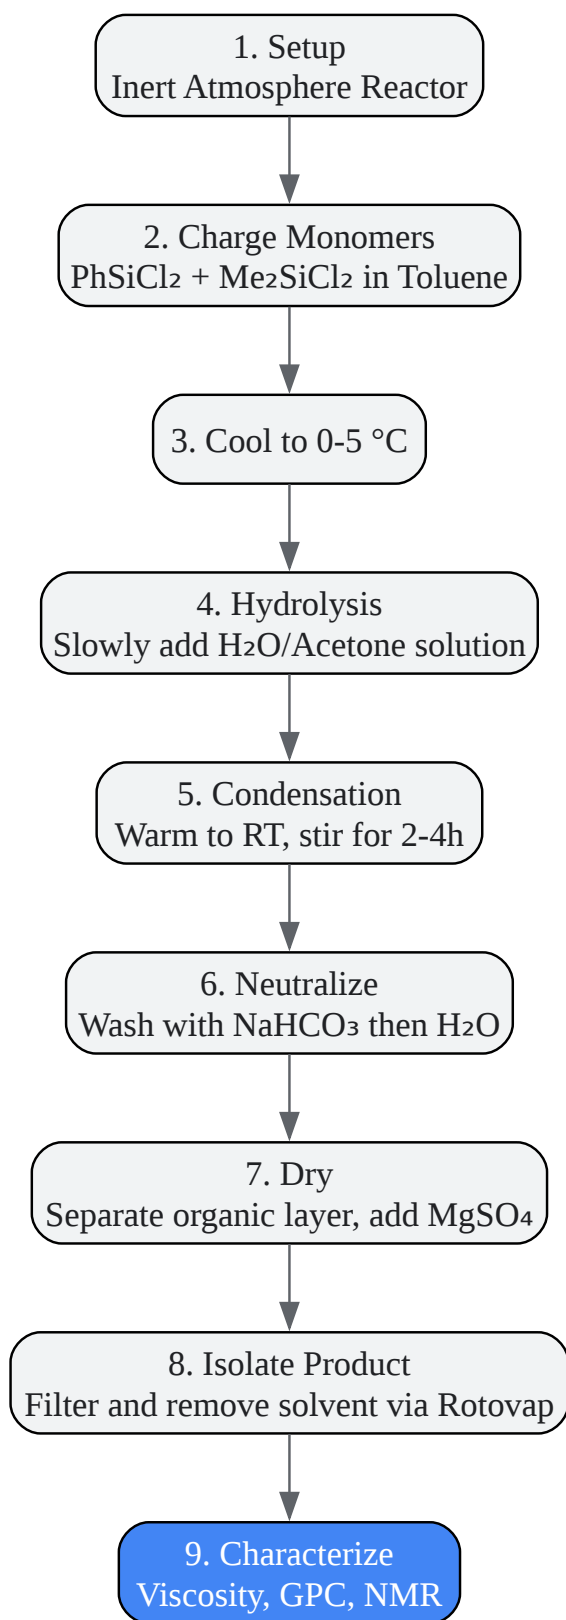 1. Setup
Inert Atmosphere Reactor
2. Charge Monomers
PhSiCl₂ + Me₂SiCl₂ in Toluene
3. Cool to 0-5 °C
4. Hydrolysis
Slowly add H₂O/Acetone solution
5. Condensation
Warm to RT, stir for 2-4h
6. Neutralize
Wash with NaHCO₃ then H₂O
7. Dry
Separate organic layer, add MgSO₄
8. Isolate Product
Filter and remove solvent via Rotovap
9. Characterize
Viscosity, GPC, NMR